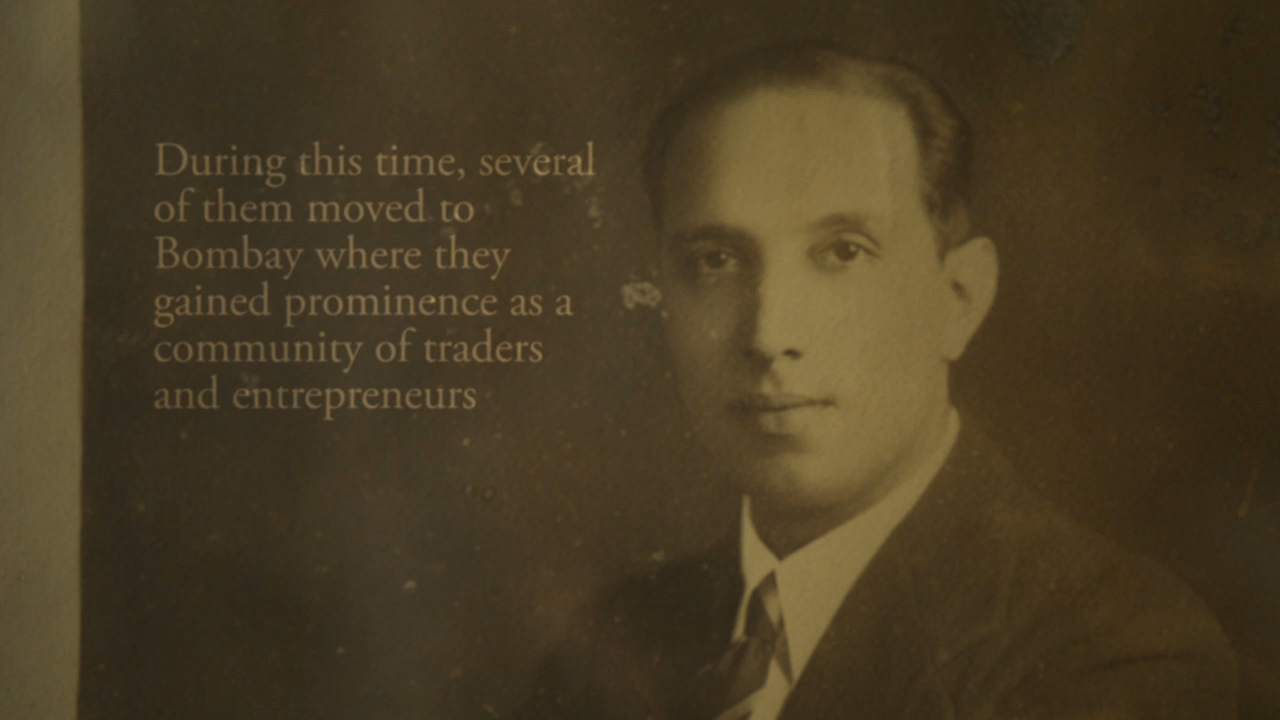 During this time, several
of them moved to
Bombay where they
gained prominence as a
community of traders
and entrepreneurs